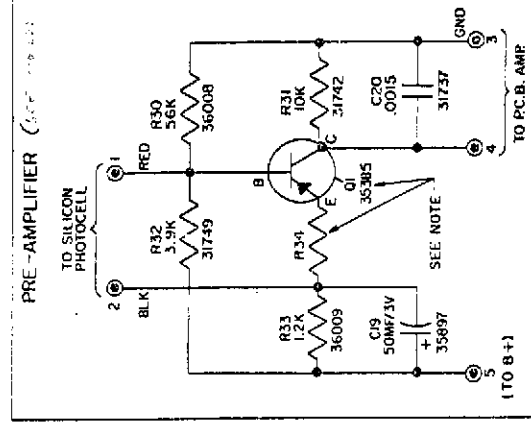 PRE-AMPLIFIER
TO SILICON
PHOTOCELL
2
1
BLK
RED
R32
3.9K
31749
R30
56K
36008
R33
1.2K
36009
R34
E
B
C
Q1
35385
R31
10K
31742
SEE NOTE
C19
50MF/3V
+
35897
C20
.0015
31737
5
(TO B+)
4
3
GND
TO P.C.B. AMP.